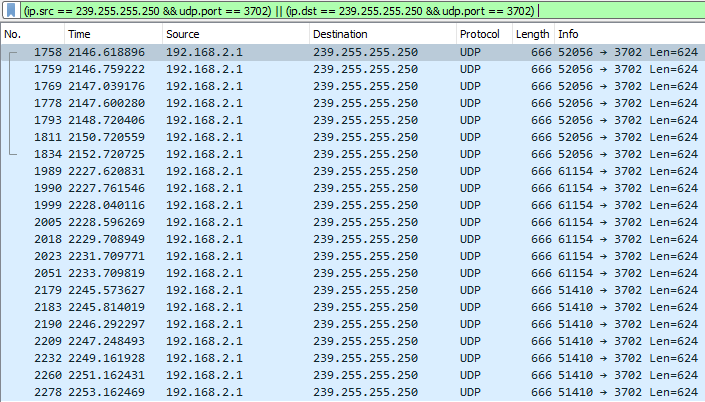 (ip.src == 239.255.255.250 && udp.port == 3702) || (ip.dst == 239.255.255.250 && udp.port == 3702)
No. Time Source Destination Protocol Length Info
1758 2146.618896 192.168.2.1 239.255.255.250 UDP 666 52056 → 3702 Len=624
1759 2146.759222 192.168.2.1 239.255.255.250 UDP 666 52056 → 3702 Len=624
1769 2147.039176 192.168.2.1 239.255.255.250 UDP 666 52056 → 3702 Len=624
1778 2147.600280 192.168.2.1 239.255.255.250 UDP 666 52056 → 3702 Len=624
1793 2148.720406 192.168.2.1 239.255.255.250 UDP 666 52056 → 3702 Len=624
1811 2150.720559 192.168.2.1 239.255.255.250 UDP 666 52056 → 3702 Len=624
1834 2152.720725 192.168.2.1 239.255.255.250 UDP 666 52056 → 3702 Len=624
1989 2227.620831 192.168.2.1 239.255.255.250 UDP 666 61154 → 3702 Len=624
1990 2227.761546 192.168.2.1 239.255.255.250 UDP 666 61154 → 3702 Len=624
1999 2228.040116 192.168.2.1 239.255.255.250 UDP 666 61154 → 3702 Len=624
2005 2228.596269 192.168.2.1 239.255.255.250 UDP 666 61154 → 3702 Len=624
2018 2229.708949 192.168.2.1 239.255.255.250 UDP 666 61154 → 3702 Len=624
2023 2231.709771 192.168.2.1 239.255.255.250 UDP 666 61154 → 3702 Len=624
2051 2233.709819 192.168.2.1 239.255.255.250 UDP 666 61154 → 3702 Len=624
2179 2245.573627 192.168.2.1 239.255.255.250 UDP 666 51410 → 3702 Len=624
2183 2245.814019 192.168.2.1 239.255.255.250 UDP 666 51410 → 3702 Len=624
2190 2246.292297 192.168.2.1 239.255.255.250 UDP 666 51410 → 3702 Len=624
2209 2247.248493 192.168.2.1 239.255.255.250 UDP 666 51410 → 3702 Len=624
2232 2249.161928 192.168.2.1 239.255.255.250 UDP 666 51410 → 3702 Len=624
2260 2251.162431 192.168.2.1 239.255.255.250 UDP 666 51410 → 3702 Len=624
2278 2253.162469 192.168.2.1 239.255.255.250 UDP 666 51410 → 3702 Len=624